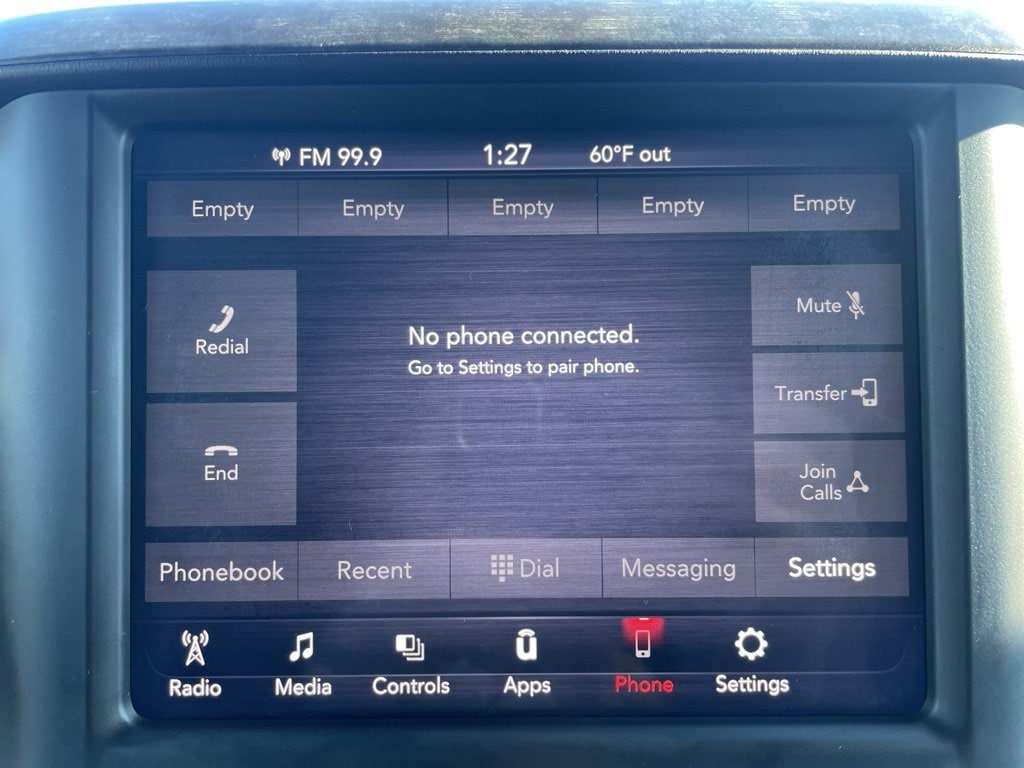 FM 99.9 1:27 60°F out
Empty Empty Empty Empty Empty
Redial
End
No phone connected.
Go to Settings to pair phone.
Mute
Transfer
Join
Calls
Phonebook Recent Dial Messaging Settings
Radio Media Controls Apps Phone Settings